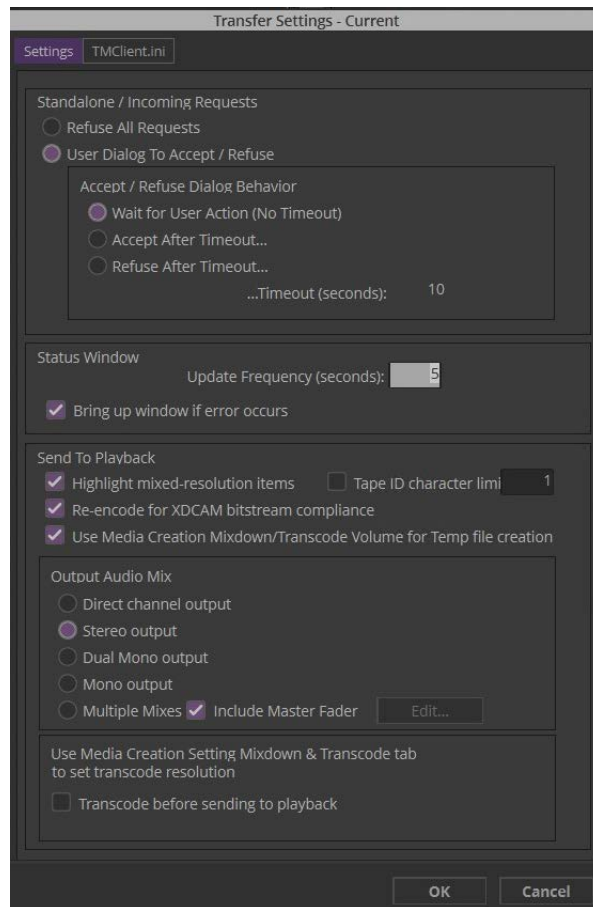 Transfer Settings - Current
Settings
TMClient.ini
Standalone / Incoming Requests
Refuse All Requests
User Dialog To Accept / Refuse
Accept / Refuse Dialog Behavior
Wait for User Action (No Timeout)
Accept After Timeout...
Refuse After Timeout...
...Timeout (seconds): 10
Status Window
Update Frequency (seconds): 5
Bring up window if error occurs
Send To Playback
Highlight mixed-resolution items
Tape ID character limi 1
Re-encode for XDCAM bitstream compliance
Use Media Creation Mixdown/Transcode Volume for Temp file creation
Output Audio Mix
Direct channel output
Stereo output
Dual Mono output
Mono output
Multiple Mixes
Include Master Fader
Edit...
Use Media Creation Setting Mixdown & Transcode tab
to set transcode resolution
Transcode before sending to playback
OK
Cancel